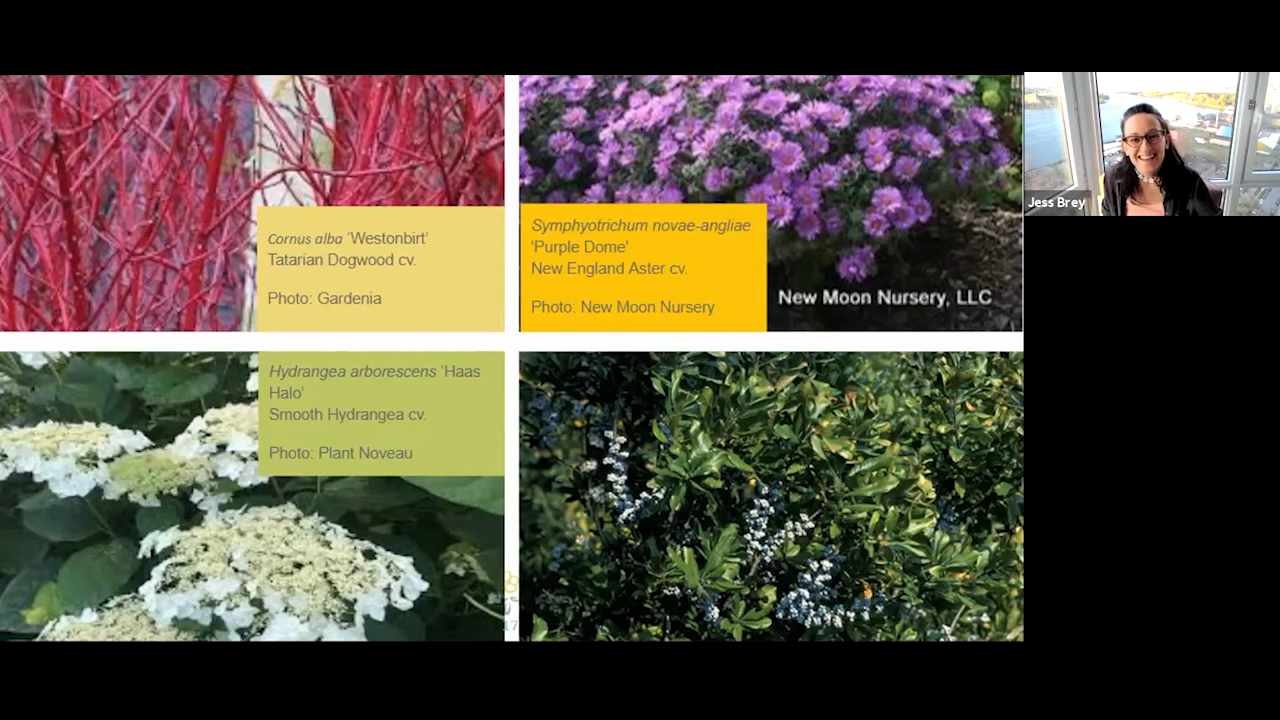 Cornus alba 'Westonbirt'
Tatarian Dogwood cv.
Photo: Gardenia
Symphyotrichum novae-angliae
'Purple Dome'
New England Aster cv.
Photo: New Moon Nursery
New Moon Nursery, LLC
Jess Brey
Hydrangea arborescens 'Haas
Halo'
Smooth Hydrangea cv.
Photo: Plant Noveau
17